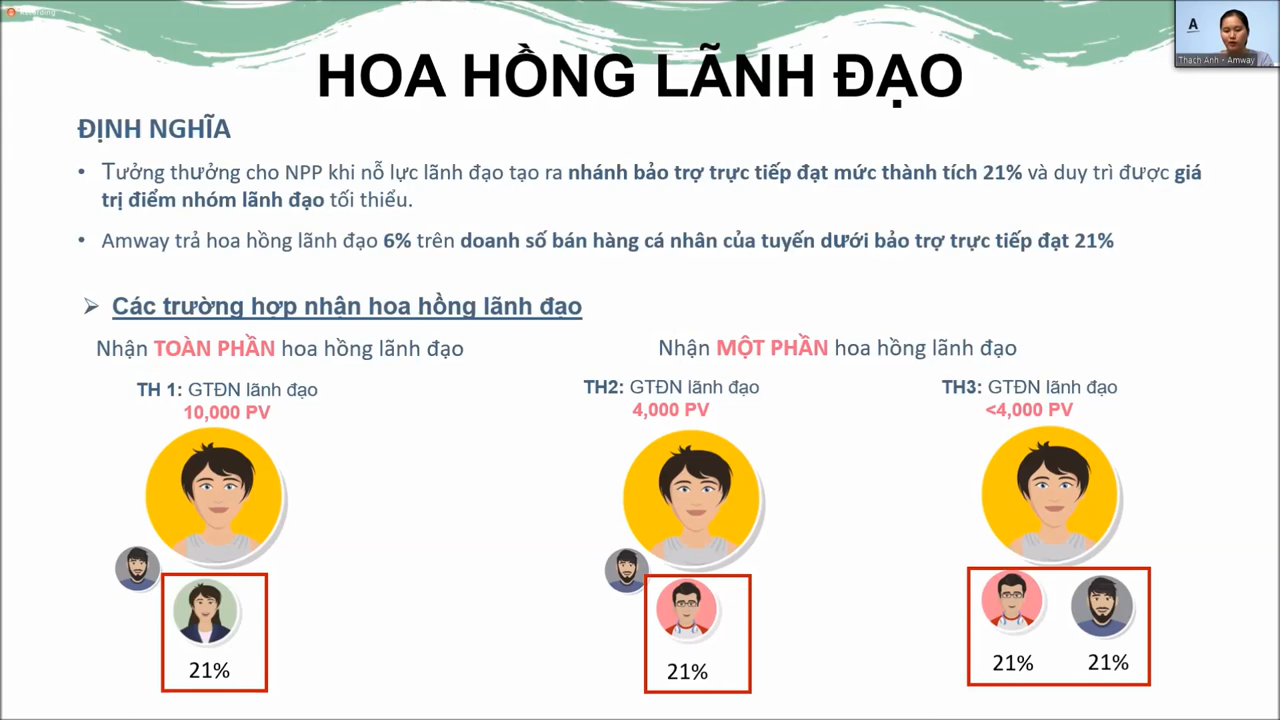 Recording
A
Thach Anh - Amway
HOA HỒNG LÃNH ĐẠO
ĐỊNH NGHĨA
• Tưởng thưởng cho NPP khi nỗ lực lãnh đạo tạo ra nhánh bảo trợ trực tiếp đạt mức thành tích 21% và duy trì được giá
trị điểm nhóm lãnh đạo tối thiểu.
• Amway trả hoa hồng lãnh đạo 6% trên doanh số bán hàng cá nhân của tuyến dưới bảo trợ trực tiếp đạt 21%
➢ Các trường hợp nhận hoa hồng lãnh đạo
Nhận TOÀN PHẦN hoa hồng lãnh đạo
Nhận MỘT PHẦN hoa hồng lãnh đạo
TH 1: GTĐN lãnh đạo
10,000 PV
TH2: GTĐN lãnh đạo
4,000 PV
TH3: GTĐN lãnh đạo
<4,000 PV
21%
21%
21%
21%